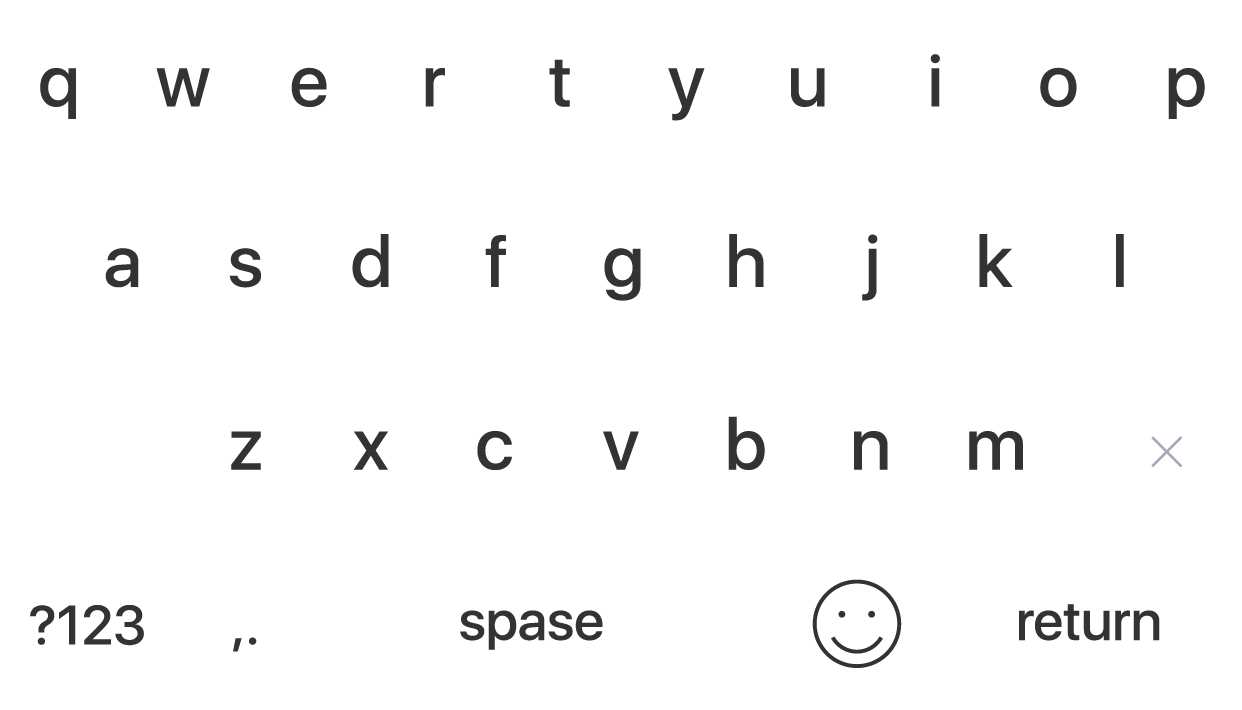 q w e r t y u i o p
a s d f g h j k l
z x c v b n m
?123 ,. spase return